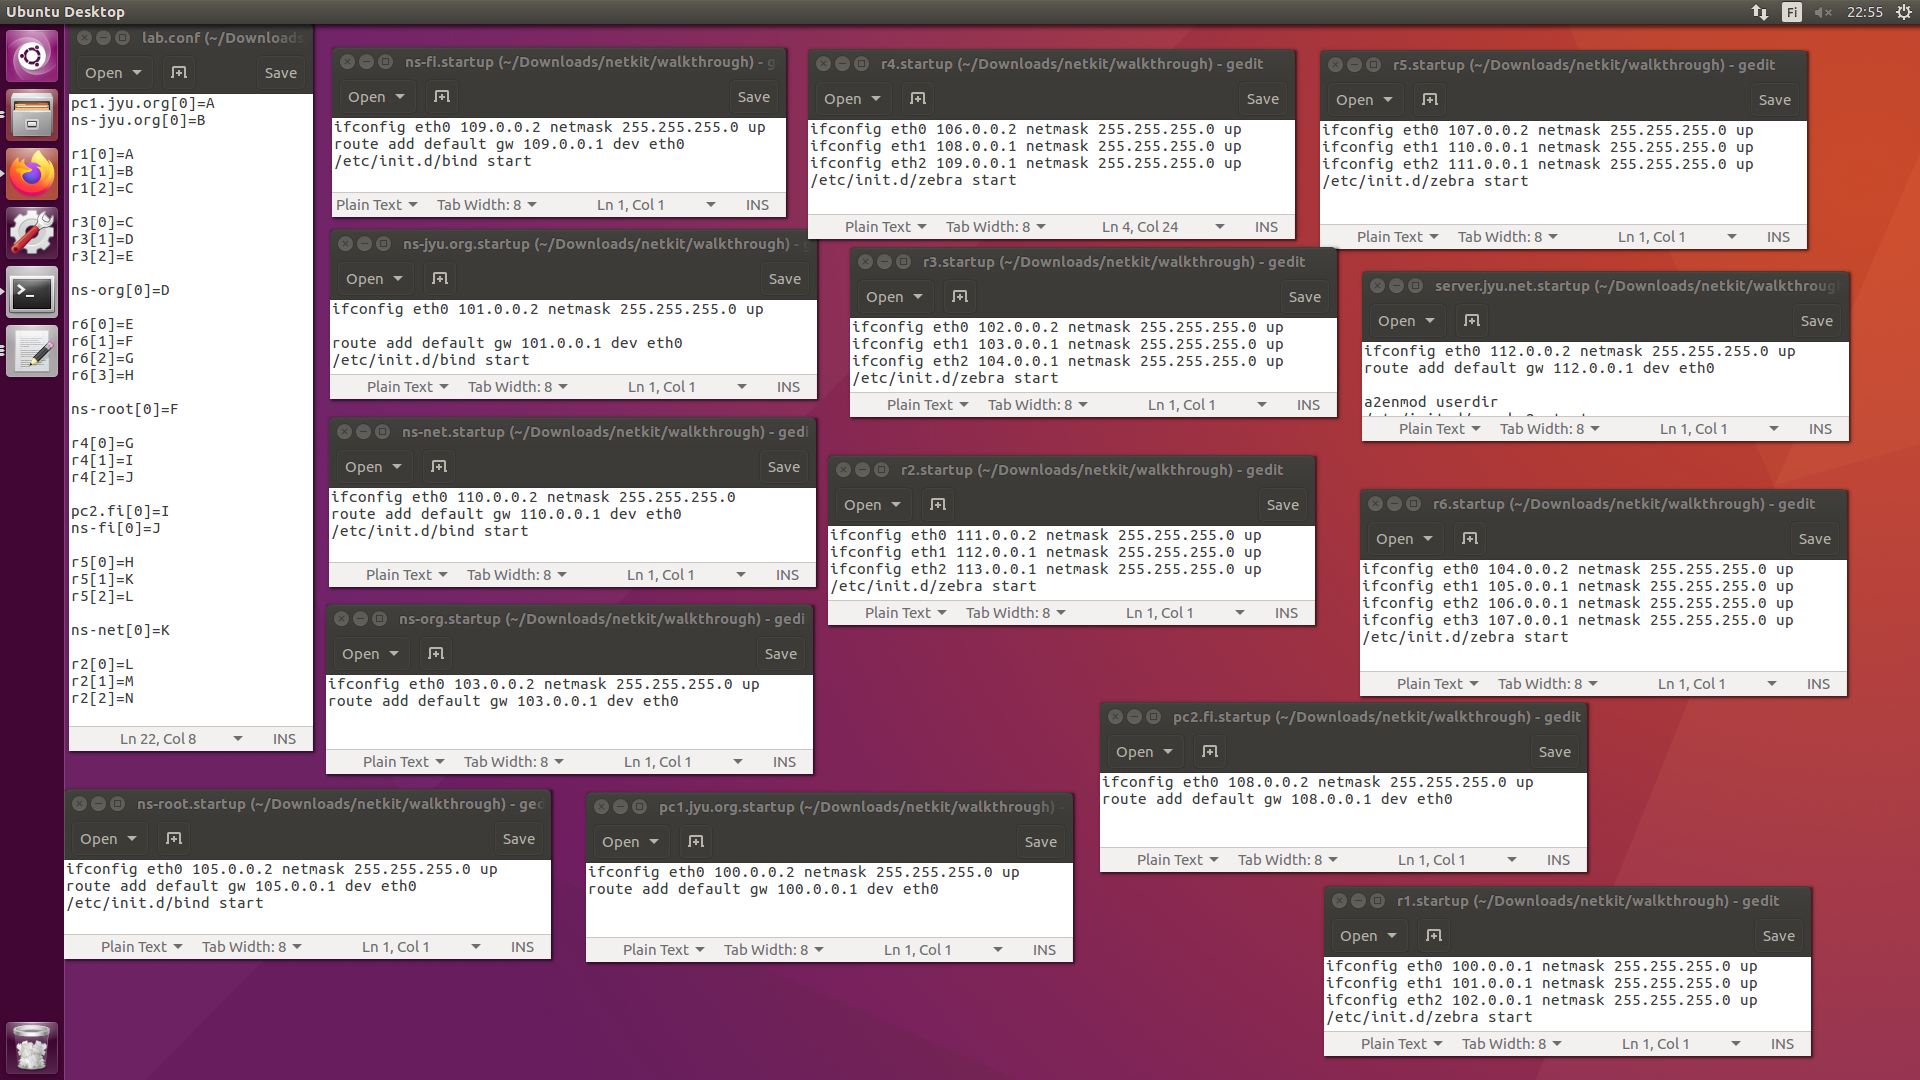 Ubuntu Desktop
Fi
22:55
lab.conf (~/Downloads
Open
Save
pc1.jyu.org[0]=A
ns-jyu.org[0]=B
r1[0]=A
r1[1]=B
r1[2]=C
r3[0]=C
r3[1]=D
r3[2]=E
ns-org[0]=D
r6[0]=E
r6[1]=F
r6[2]=G
r6[3]=H
ns-root[0]=F
r4[0]=G
r4[1]=I
r4[2]=J
pc2.fi[0]=I
ns-fi[0]=J
r5[0]=H
r5[1]=K
r5[2]=L
ns-net[0]=K
r2[0]=L
r2[1]=M
r2[2]=N
Ln 22, Col 8 INS
ns-fi.startup (~/Downloads/netkit/walkthrough) - g
Open
Save
ifconfig eth0 109.0.0.2 netmask 255.255.255.0 up
route add default gw 109.0.0.1 dev eth0
/etc/init.d/bind start
Plain Text Tab Width: 8 Ln 1, Col 1 INS
ns-jyu.org.startup (~/Downloads/netkit/walkthrough) - g
Open
Save
ifconfig eth0 101.0.0.2 netmask 255.255.255.0 up
route add default gw 101.0.0.1 dev eth0
/etc/init.d/bind start
Plain Text Tab Width: 8 Ln 1, Col 1 INS
ns-net.startup (~/Downloads/netkit/walkthrough) - gedi
Open
Save
ifconfig eth0 110.0.0.2 netmask 255.255.255.0
route add default gw 110.0.0.1 dev eth0
/etc/init.d/bind start
Plain Text Tab Width: 8 Ln 1, Col 1 INS
ns-org.startup (~/Downloads/netkit/walkthrough) - gedi
Open
Save
ifconfig eth0 103.0.0.2 netmask 255.255.255.0 up
route add default gw 103.0.0.1 dev eth0
Plain Text Tab Width: 8 Ln 1, Col 1 INS
ns-root.startup (~/Downloads/netkit/walkthrough) - ged
Open
Save
ifconfig eth0 105.0.0.2 netmask 255.255.255.0 up
route add default gw 105.0.0.1 dev eth0
/etc/init.d/bind start
Plain Text Tab Width: 8 Ln 1, Col 1 INS
pc1.jyu.org.startup (~/Downloads/netkit/walkthrough) -
Open
Save
ifconfig eth0 100.0.0.2 netmask 255.255.255.0 up
route add default gw 100.0.0.1 dev eth0
Plain Text Tab Width: 8 Ln 1, Col 1 INS
r4.startup (~/Downloads/netkit/walkthrough) - gedit
Open
Save
ifconfig eth0 106.0.0.2 netmask 255.255.255.0 up
ifconfig eth1 108.0.0.1 netmask 255.255.255.0 up
ifconfig eth2 109.0.0.1 netmask 255.255.255.0 up
/etc/init.d/zebra start
Plain Text Tab Width: 8 Ln 4, Col 24 INS
r3.startup (~/Downloads/netkit/walkthrough) - gedit
Open
Save
ifconfig eth0 102.0.0.2 netmask 255.255.255.0 up
ifconfig eth1 103.0.0.1 netmask 255.255.255.0 up
ifconfig eth2 104.0.0.1 netmask 255.255.255.0 up
/etc/init.d/zebra start
Plain Text Tab Width: 8 Ln 1, Col 1 INS
r2.startup (~/Downloads/netkit/walkthrough) - gedit
Open
Save
ifconfig eth0 111.0.0.2 netmask 255.255.255.0 up
ifconfig eth1 112.0.0.1 netmask 255.255.255.0 up
ifconfig eth2 113.0.0.1 netmask 255.255.255.0 up
/etc/init.d/zebra start
Plain Text Tab Width: 8 Ln 1, Col 1 INS
r5.startup (~/Downloads/netkit/walkthrough) - gedit
Open
Save
ifconfig eth0 107.0.0.2 netmask 255.255.255.0 up
ifconfig eth1 110.0.0.1 netmask 255.255.255.0 up
ifconfig eth2 111.0.0.1 netmask 255.255.255.0 up
/etc/init.d/zebra start
Plain Text Tab Width: 8 Ln 1, Col 1 INS
server.jyu.net.startup (~/Downloads/netkit/walkthroug
Open
Save
ifconfig eth0 112.0.0.2 netmask 255.255.255.0 up
route add default gw 112.0.0.1 dev eth0
a2enmod userdir
Plain Text Tab Width: 8 Ln 1, Col 1 INS
r6.startup (~/Downloads/netkit/walkthrough) - gedit
Open
Save
ifconfig eth0 104.0.0.2 netmask 255.255.255.0 up
ifconfig eth1 105.0.0.1 netmask 255.255.255.0 up
ifconfig eth2 106.0.0.1 netmask 255.255.255.0 up
ifconfig eth3 107.0.0.1 netmask 255.255.255.0 up
/etc/init.d/zebra start
Plain Text Tab Width: 8 Ln 1, Col 1 INS
pc2.fi.startup (~/Downloads/netkit/walkthrough) - gedit
Open
Save
ifconfig eth0 108.0.0.2 netmask 255.255.255.0 up
route add default gw 108.0.0.1 dev eth0
Plain Text Tab Width: 8 Ln 1, Col 1 INS
r1.startup (~/Downloads/netkit/walkthrough) - gedit
Open
Save
ifconfig eth0 100.0.0.1 netmask 255.255.255.0 up
ifconfig eth1 101.0.0.1 netmask 255.255.255.0 up
ifconfig eth2 102.0.0.1 netmask 255.255.255.0 up
/etc/init.d/zebra start
Plain Text Tab Width: 8 Ln 1, Col 1 INS